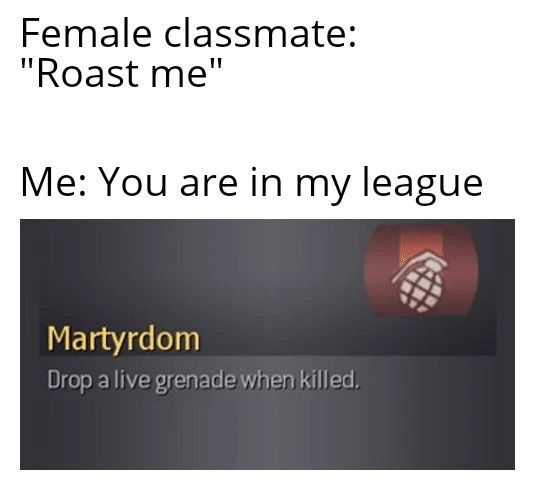 Female classmate:
"Roast me"
Me: You are in my league
Martyrdom
Drop a live grenade when killed.